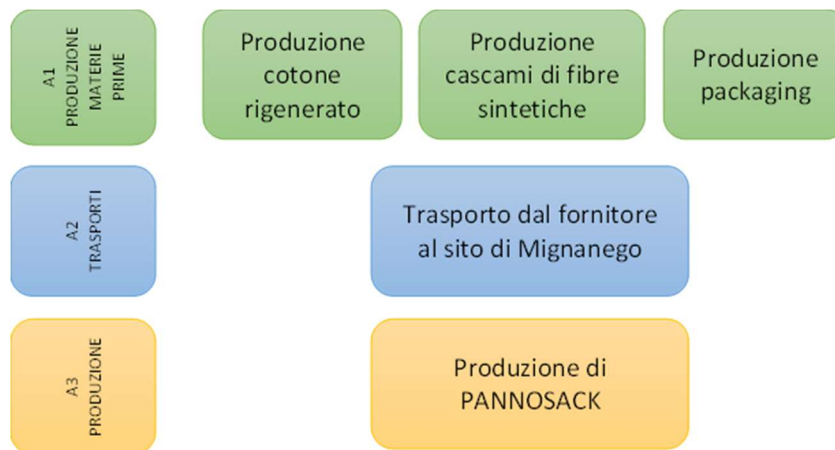 A1
PRODUZIONE
MATERIE
PRIME
Produzione
cotone
rigenerato
Produzione
cascami di fibre
sintetiche
Produzione
packaging
A2
TRASPORTI
Trasporto dal fornitore
al sito di Mignanego
A3
PRODUZIONE
Produzione di
PANNOSACK